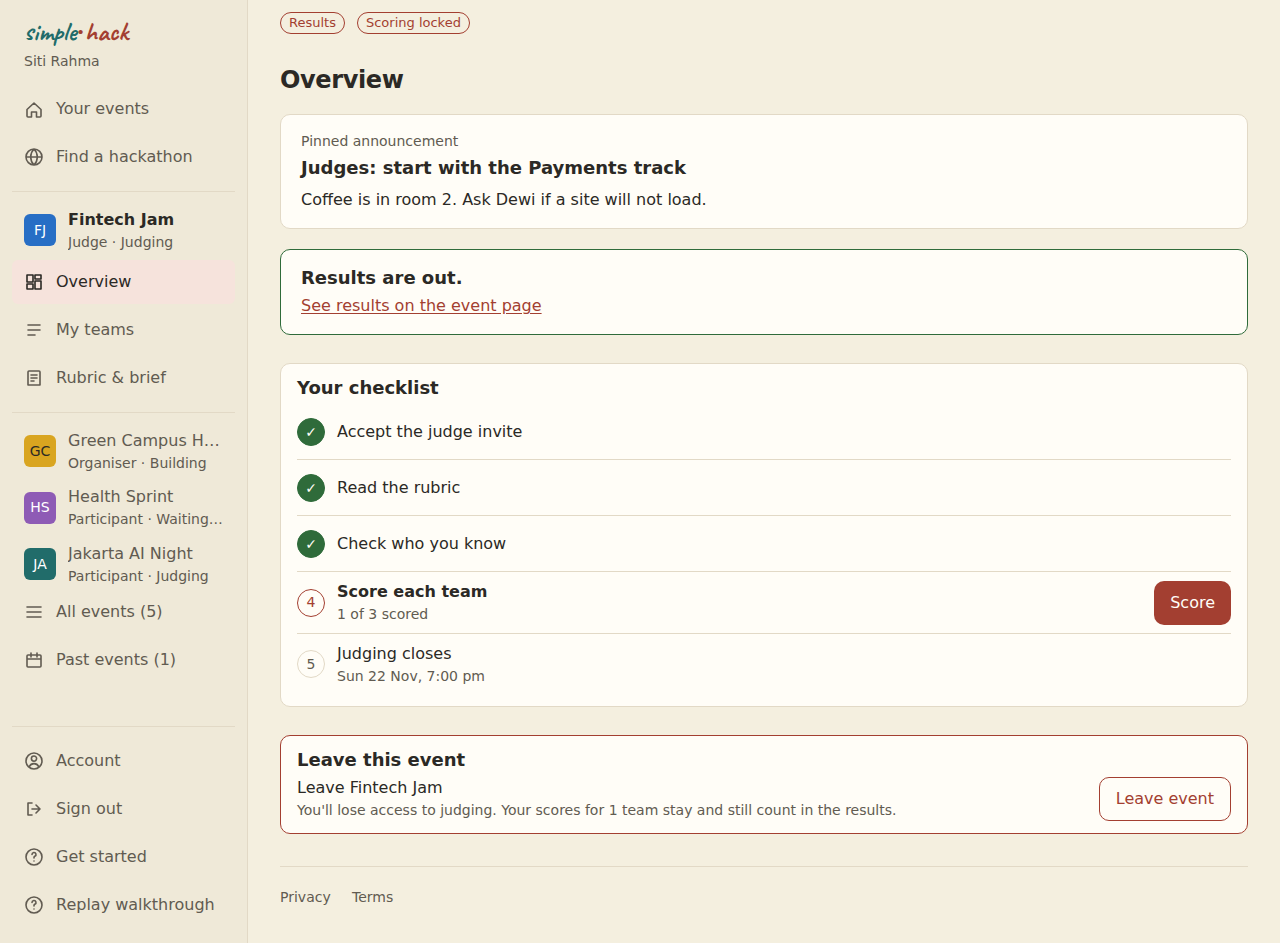 simple·hack
Siti Rahma
Your events
Find a hackathon
FJ
Fintech Jam
Judge · Judging
Overview
My teams
Rubric & brief
GC
Green Campus H…
Organiser · Building
HS
Health Sprint
Participant · Waiting…
JA
Jakarta AI Night
Participant · Judging
All events (5)
Past events (1)
Account
Sign out
Get started
Replay walkthrough
Results
Scoring locked
Overview
Pinned announcement
Judges: start with the Payments track
Coffee is in room 2. Ask Dewi if a site will not load.
Results are out.
See results on the event page
Your checklist
✓ Accept the judge invite
✓ Read the rubric
✓ Check who you know
4
Score each team
1 of 3 scored
Score
5
Judging closes
Sun 22 Nov, 7:00 pm
Leave this event
Leave Fintech Jam
You'll lose access to judging. Your scores for 1 team stay and still count in the results.
Leave event
Privacy
Terms